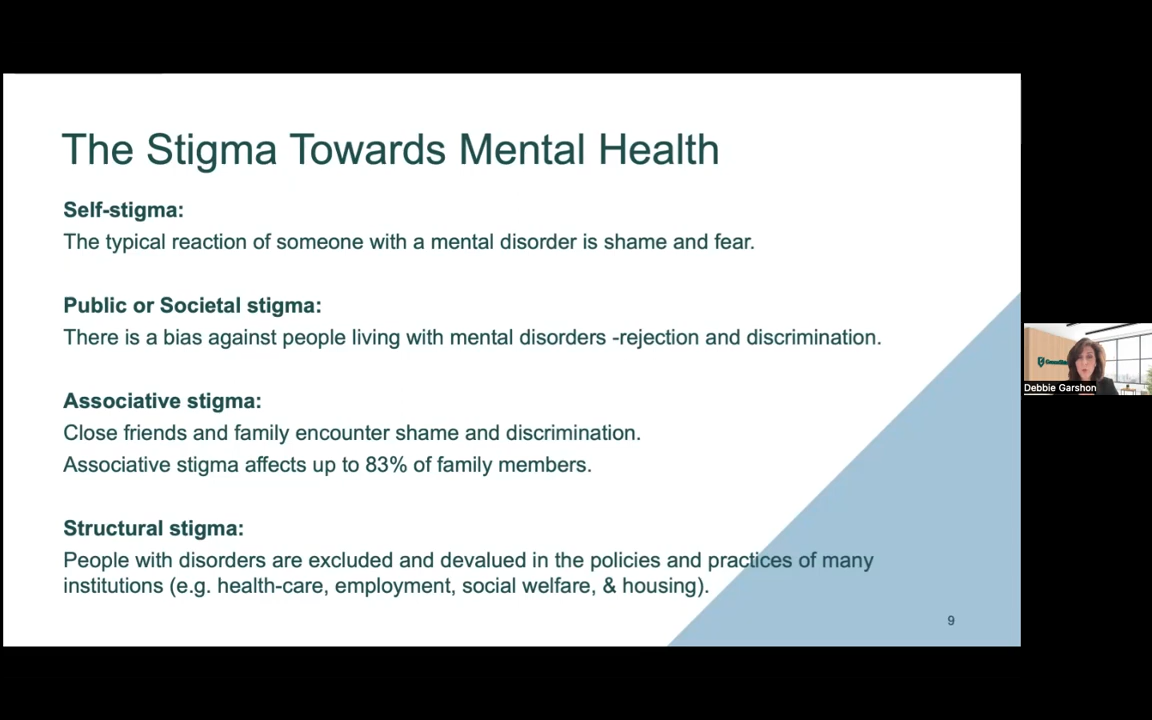 The Stigma Towards Mental Health
Self-stigma:
The typical reaction of someone with a mental disorder is shame and fear.
Public or Societal stigma:
There is a bias against people living with mental disorders -rejection and discrimination.
Associative stigma:
Close friends and family encounter shame and discrimination.
Associative stigma affects up to 83% of family members.
Structural stigma:
People with disorders are excluded and devalued in the policies and practices of many
institutions (e.g. health-care, employment, social welfare, & housing).
9
Debbie Garshon